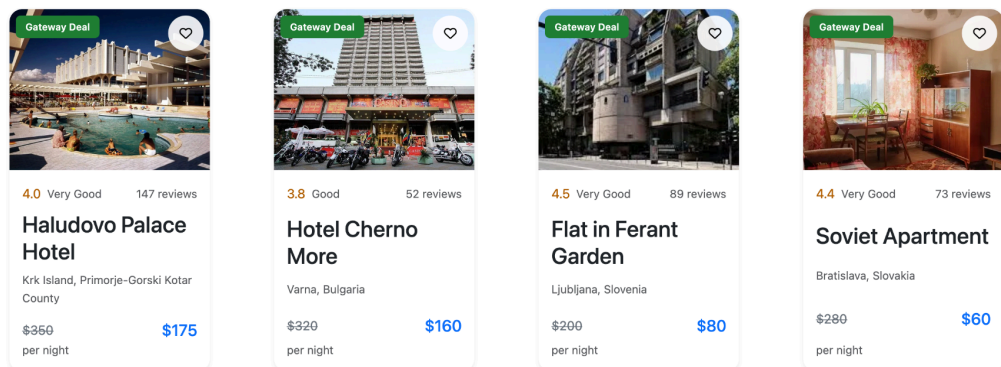 Gateway Deal
4.0 Very Good 147 reviews
Haludovo Palace
Hotel
Krk Island, Primorje-Gorski Kotar
County
$350 $175
per night
Gateway Deal
3.8 Good 52 reviews
Hotel Cherno
More
Varna, Bulgaria
$320 $160
per night
Gateway Deal
4.5 Very Good 89 reviews
Flat in Ferant
Garden
Ljubljana, Slovenia
$200 $80
per night
Gateway Deal
4.4 Very Good 73 reviews
Soviet Apartment
Bratislava, Slovakia
$280 $60
per night